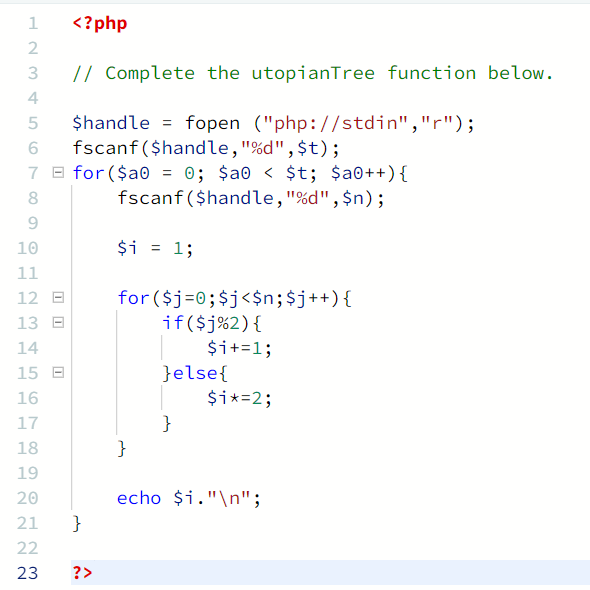 1 <?php
2
3 // Complete the utopianTree function below.
4
5 $handle = fopen ("php://stdin","r");
6 fscanf($handle,"%d",$t);
7 for($a0 = 0; $a0 < $t; $a0++){
8 fscanf($handle,"%d",$n);
9
10 $i = 1;
11
12 for($j=0;$j<$n;$j++){
13 if($j%2){
14 $i+=1;
15 }else{
16 $i*=2;
17 }
18 }
19
20 echo $i."\n";
21 }
22
23 ?>